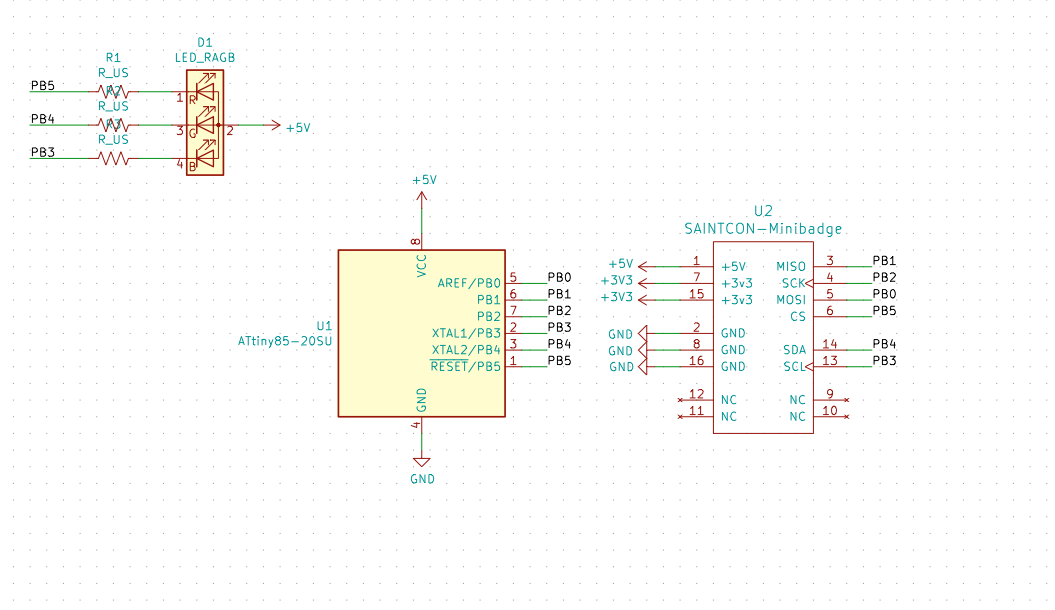 D1
LED_RAGB
R1
R_US
PB5
R2
1
R
R_US
PB4
R3
3
G
2
+5V
R_US
PB3
4
B
+5V
8
VCC
U1
ATtiny85-20SU
AREF/PB0 5 PB0
PB1 6 PB1
PB2 7 PB2
XTAL1/PB3 2 PB3
XTAL2/PB4 3 PB4
RESET/PB5 1 PB5
GND
4
GND
U2
SAINTCON-Minibadge
+5V 1 +5V MISO 3 PB1
+3V3 7 +3v3 SCK 4 PB2
+3V3 15 +3v3 MOSI 5 PB0
CS 6 PB5
GND 2 GND
GND 8 GND SDA 14 PB4
GND 16 GND SCL 13 PB3
12 NC NC 9
11 NC NC 10